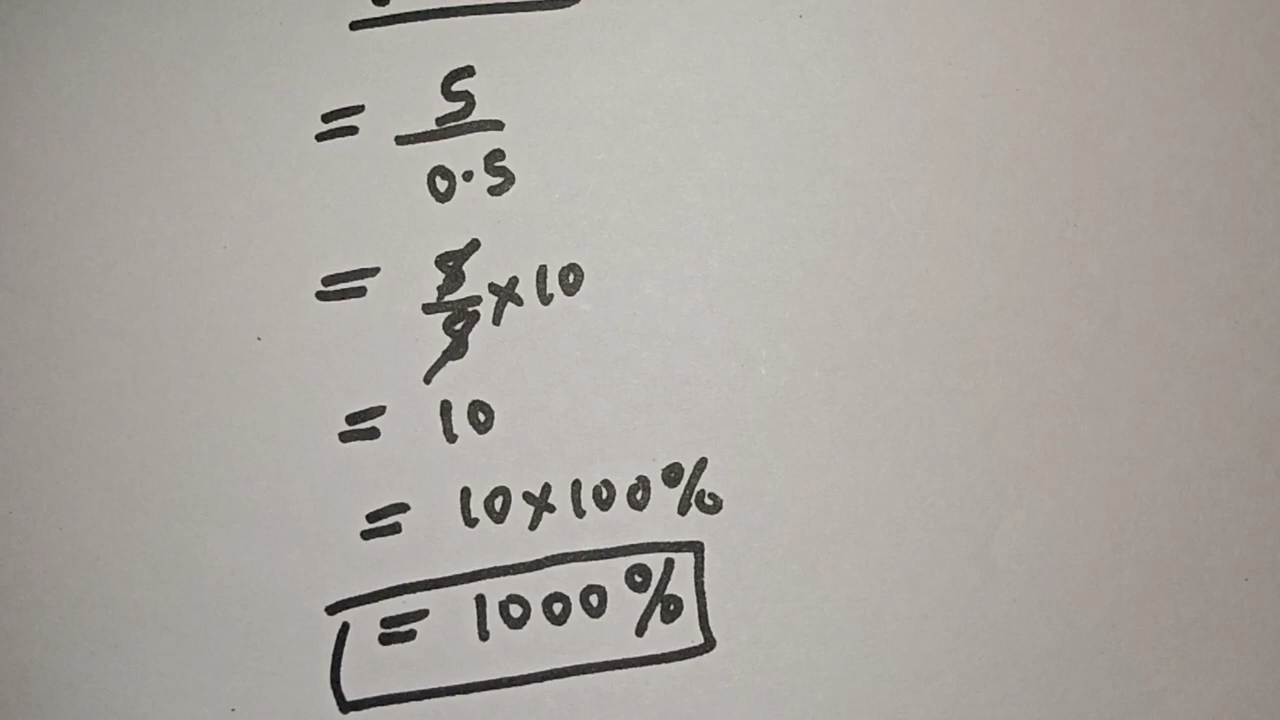 = 5/0.5
= 5/5 × 10
= 10
= 10 × 100%
= 1000%